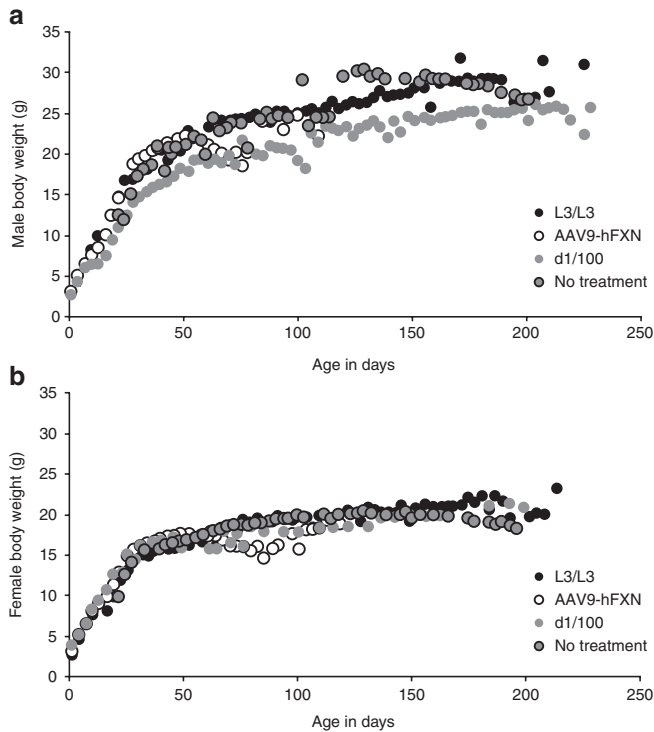 a
35
30
25
20
15
10
5
0
Male body weight (g)
L3/L3
AAV9-hFXN
d1/100
No treatment
0 50 100 150 200 250
Age in days
b
35
30
25
20
15
10
5
0
Female body weight (g)
L3/L3
AAV9-hFXN
d1/100
No treatment
0 50 100 150 200 250
Age in days